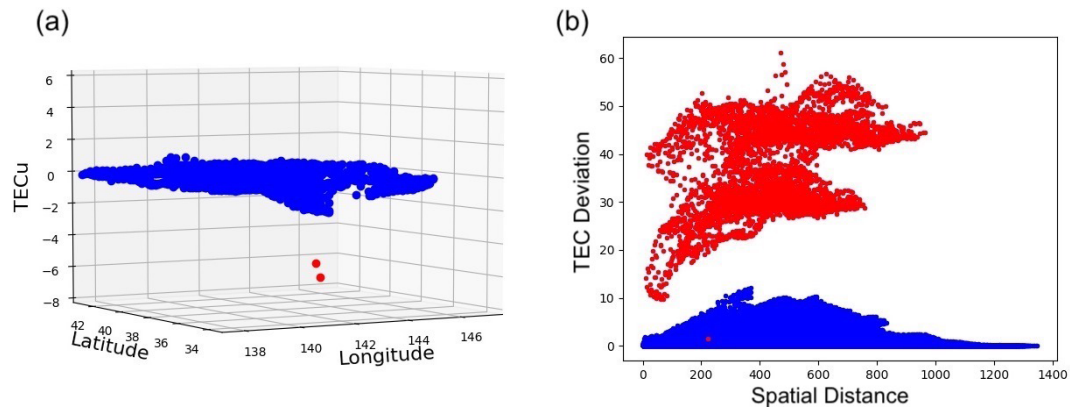 (a)
6
4
2
0
−2
−4
−6
−8
TECu
42 40 38 36 34
Latitude
138 140 142 144 146
Longitude
(b)
60
50
40
30
20
10
0
TEC Deviation
0 200 400 600 800 1000 1200 1400
Spatial Distance